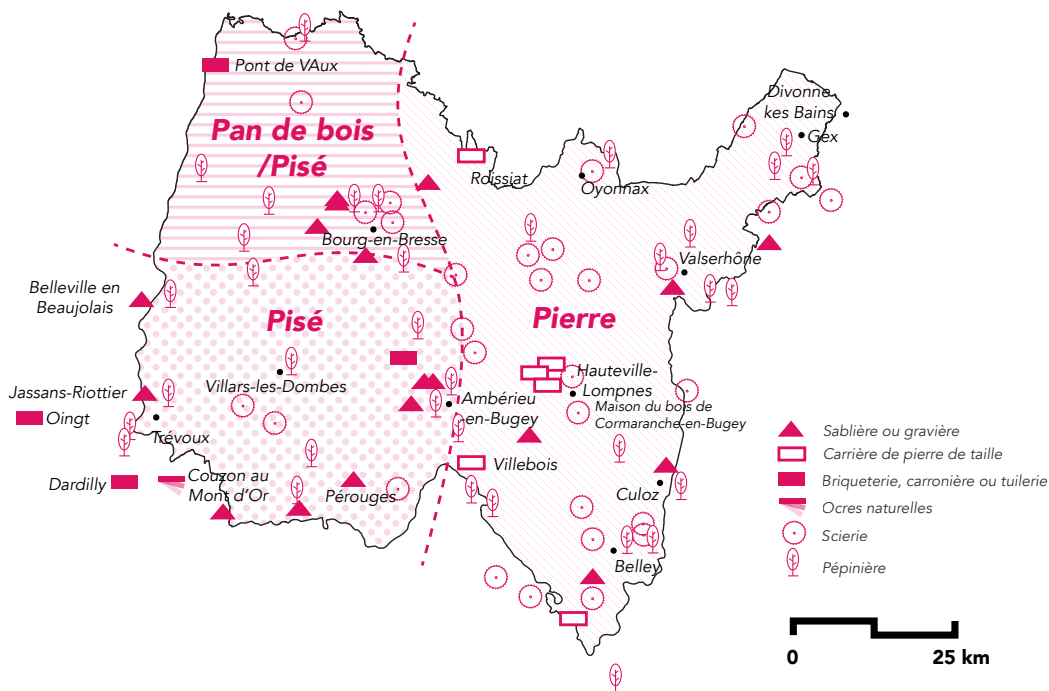 Pont de VAux
Divonne
kes Bains
Gex
Pan de bois
/Pisé
Roissiat
Oyonnax
Bourg-en-Bresse
Valserhône
Belleville en
Beaujolais
Pisé
Pierre
Villars-les-Dombes
Hauteville-
Lompnes
Jassans-Riottier
Ambérieu
-en-Bugey
Maison du bois de
Cormaranche-en-Bugey
Oingt
Trévoux
Villebois
Dardilly
Couzon au
Mont d'Or
Pérouges
Culoz
Belley
Sablière ou gravière
Carrière de pierre de taille
Briqueterie, carronière ou tuilerie
Ocres naturelles
Scierie
Pépinière
0
25 km